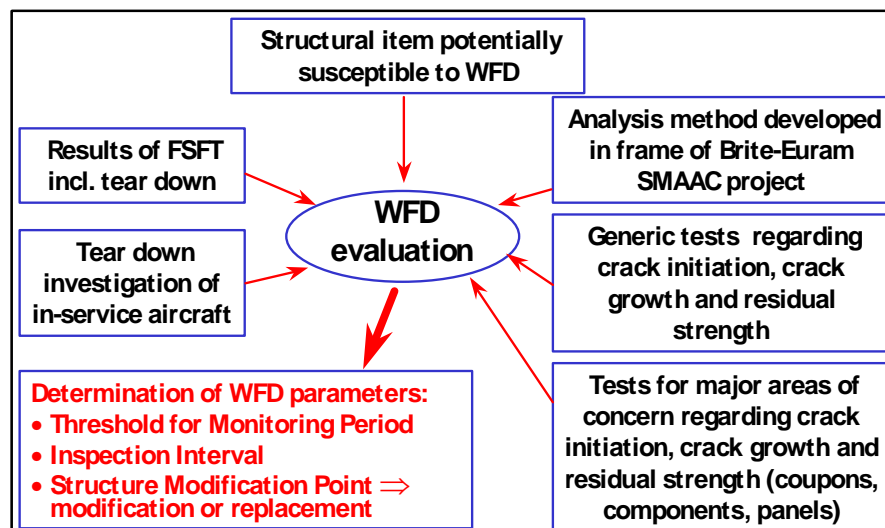 Structural item potentially
susceptible to WFD
Results of FSFT
incl. tear down
Analysis method developed
in frame of Brite-Euram
SMAAC project
WFD
evaluation
Tear down
investigation of
in-service aircraft
Generic tests regarding
crack initiation, crack
growth and residual
strength
Determination of WFD parameters:
• Threshold for Monitoring Period
• Inspection Interval
• Structure Modification Point ⇒
modification or replacement
Tests for major areas of
concern regarding crack
initiation, crack growth and
residual strength (coupons,
components, panels)